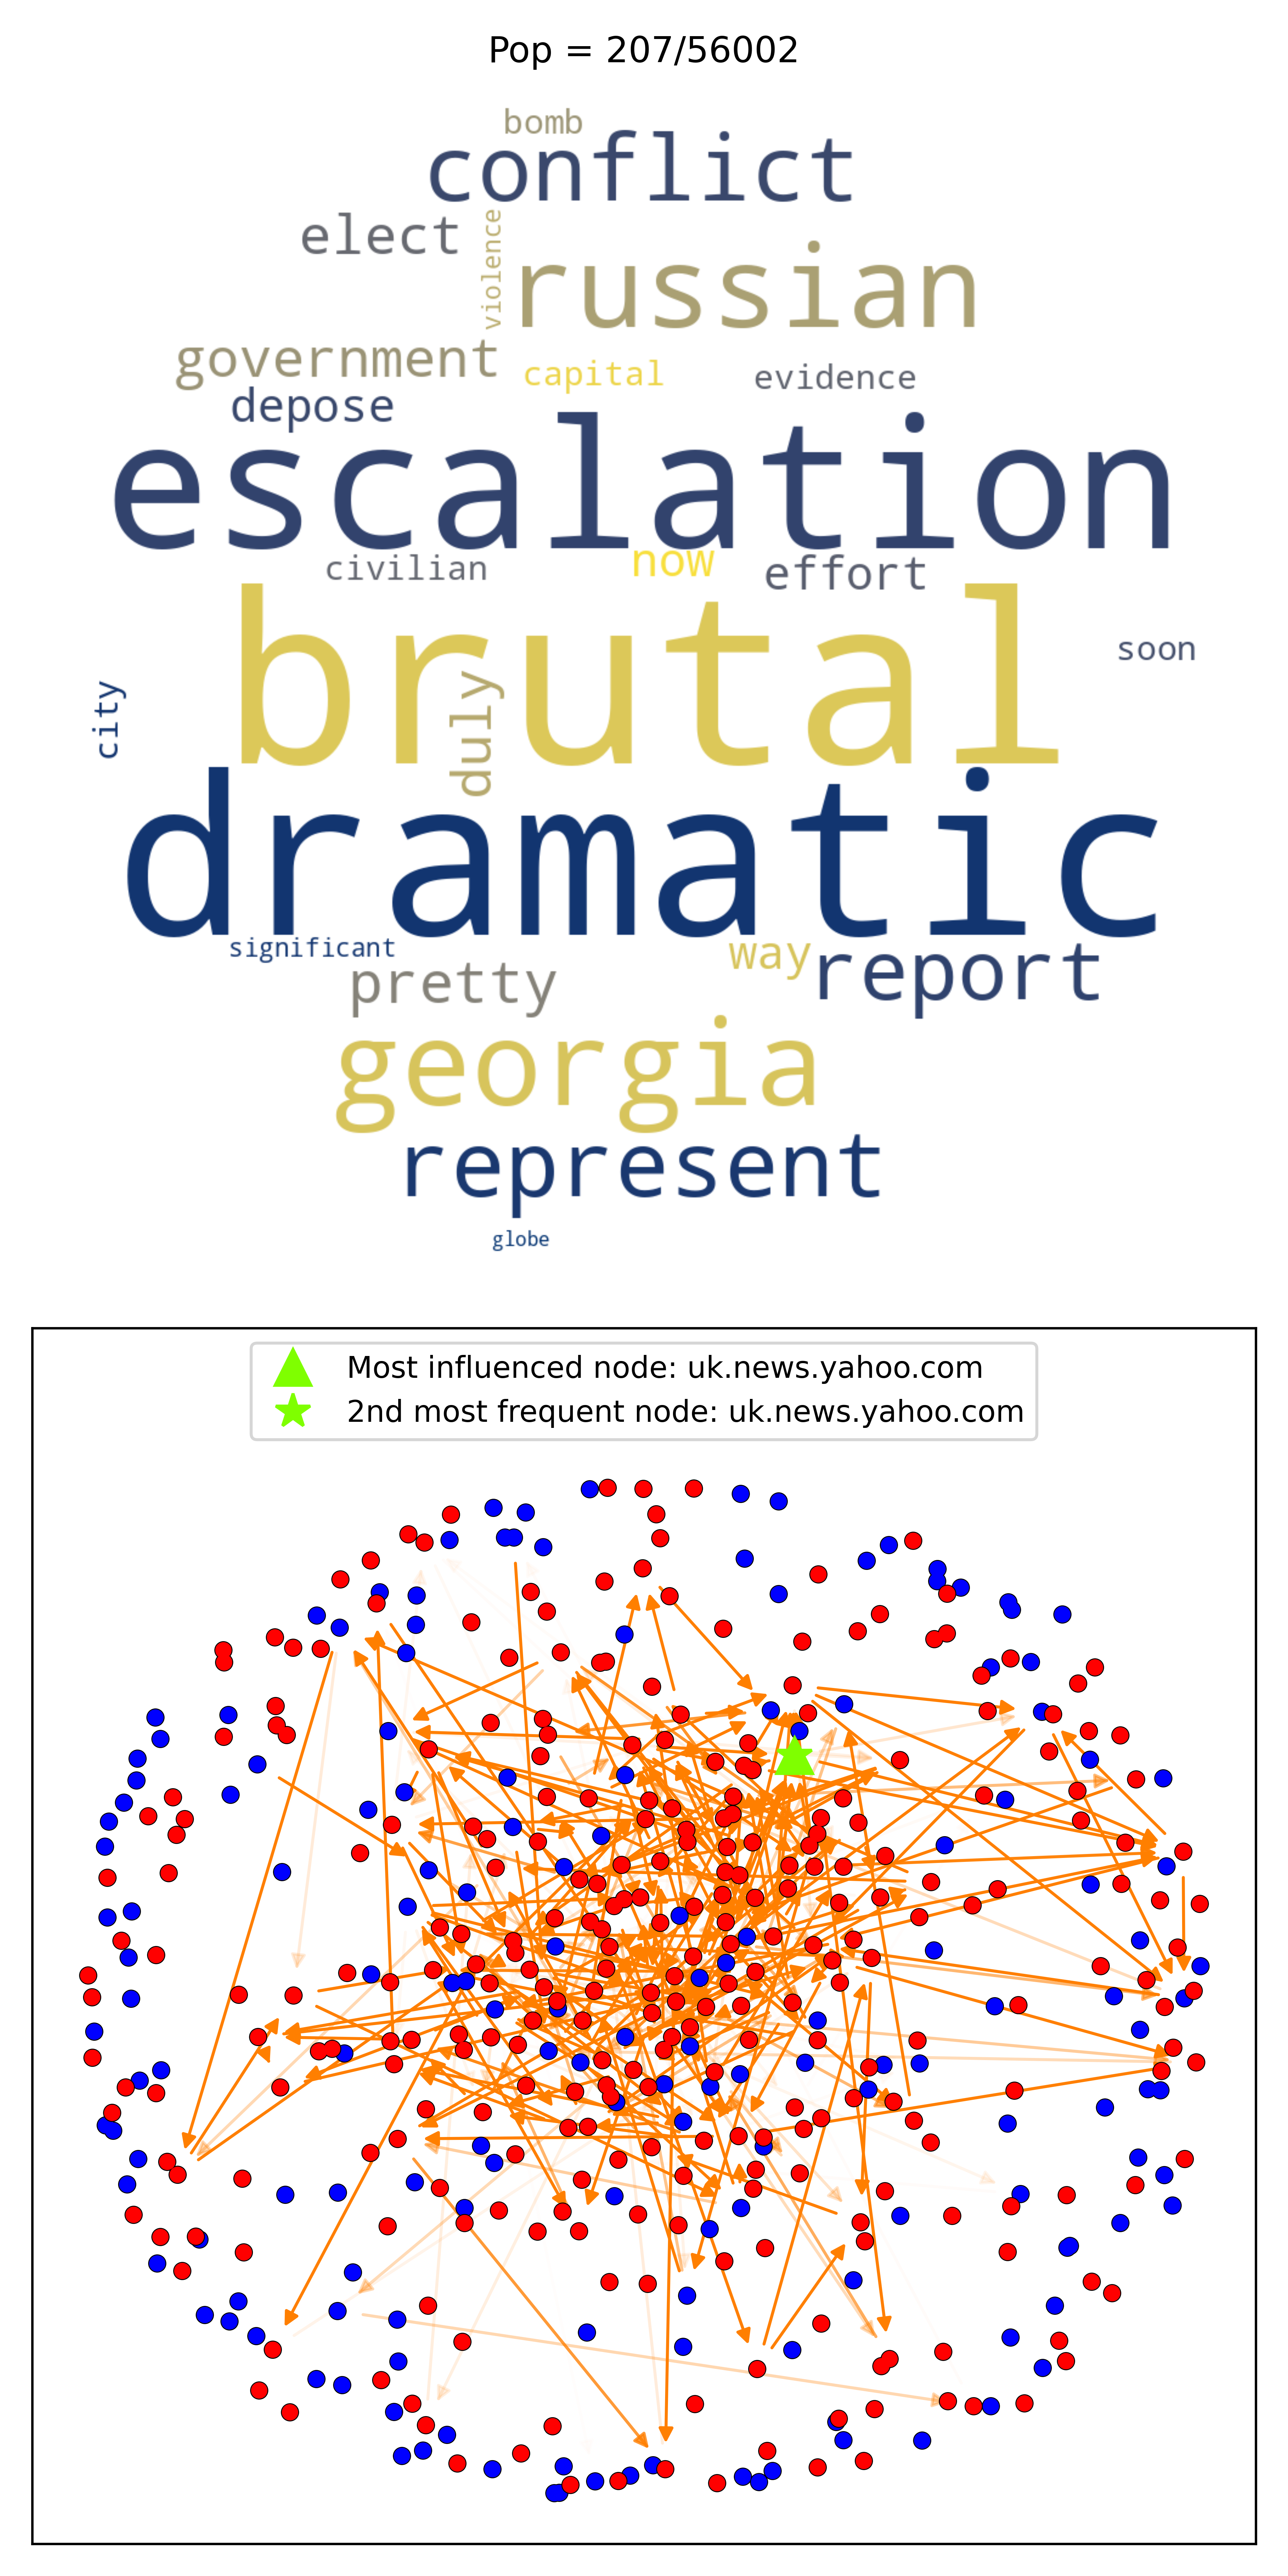 Pop = 207/56002
bomb
conflict
elect
violence
russian
government
capital
evidence
depose
escalation
civilian
now
effort
brutal
soon
city
duly
dramatic
significant
way
report
pretty
georgia
represent
globe
Most influenced node: uk.news.yahoo.com
2nd most frequent node: uk.news.yahoo.com